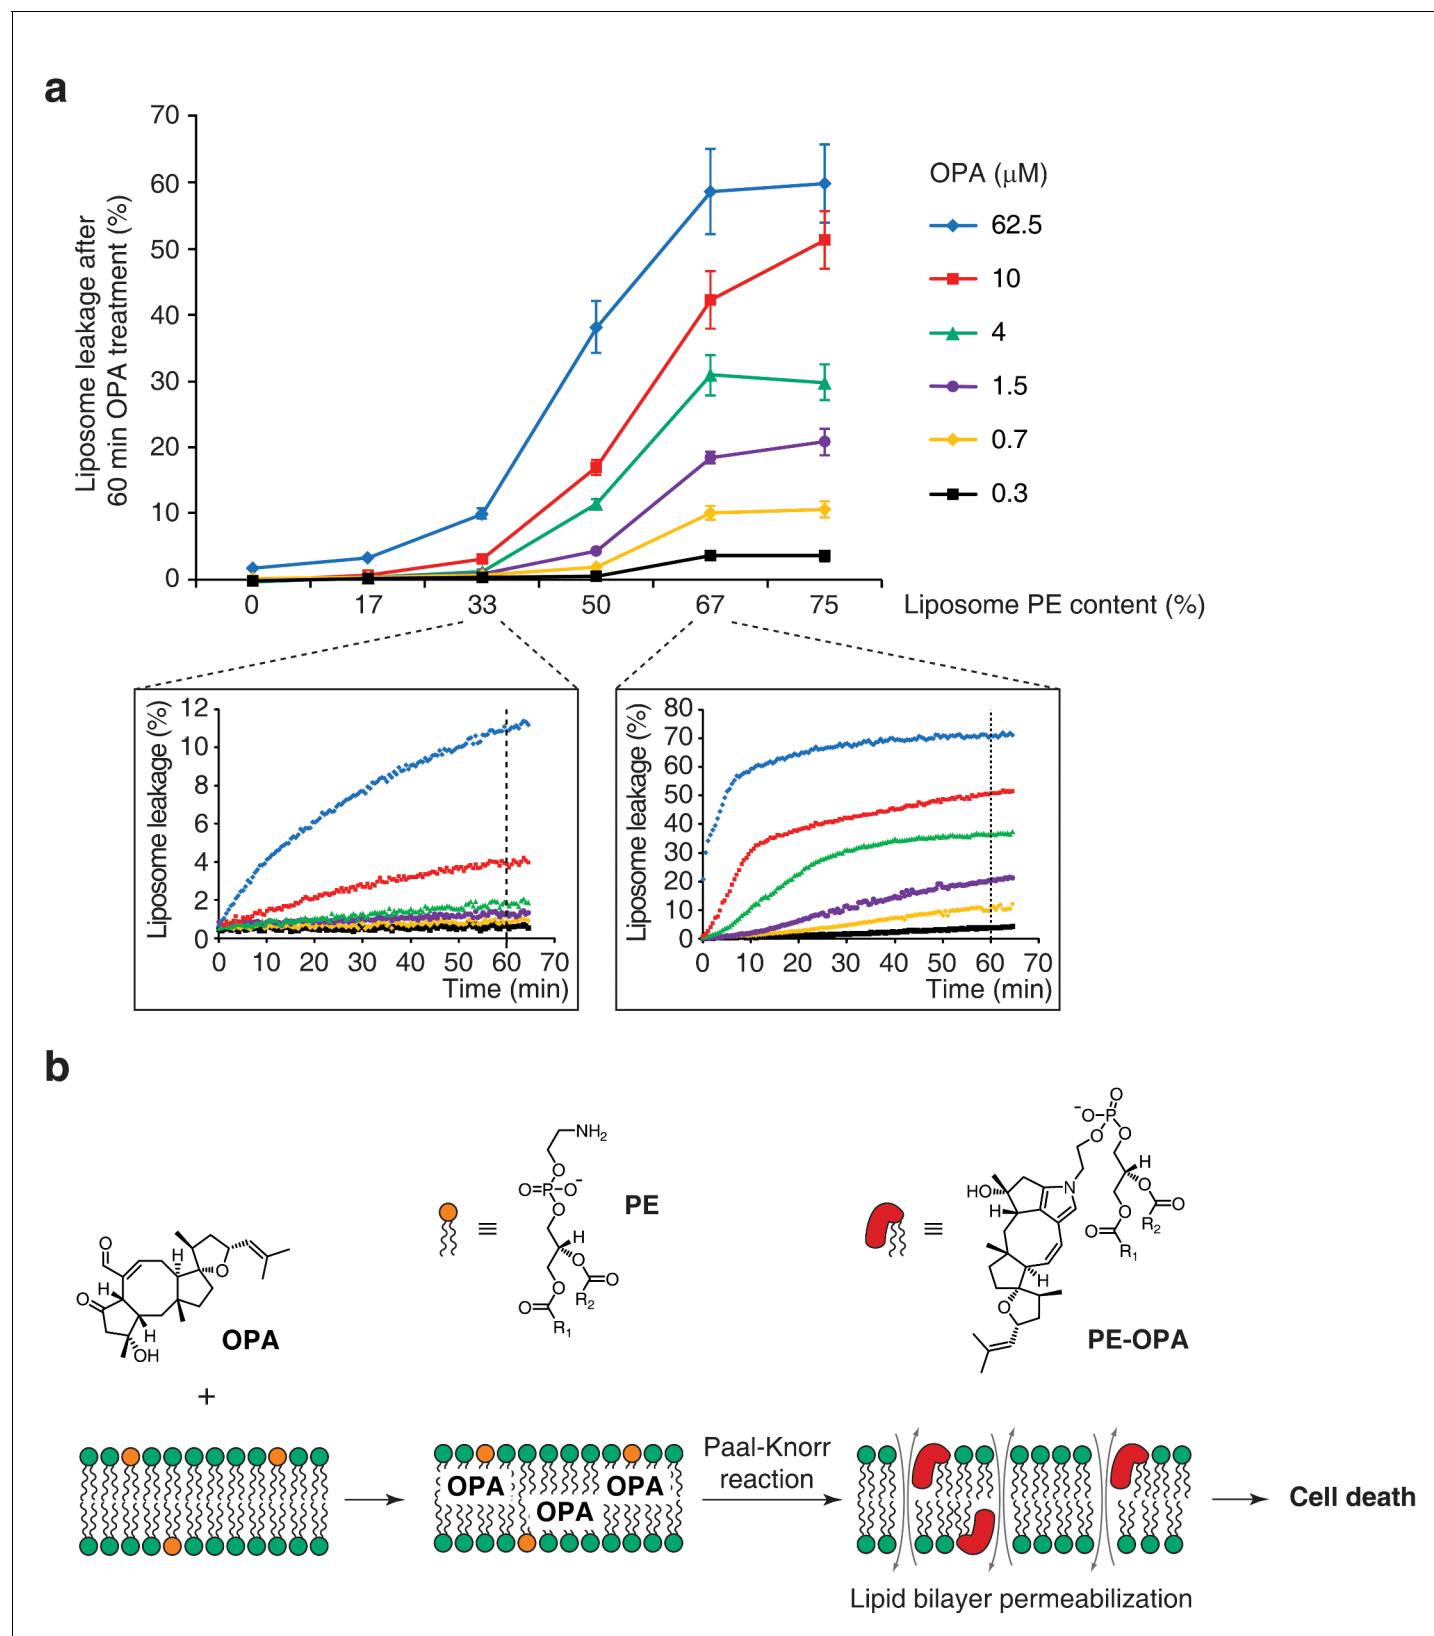 a
Liposome leakage after
60 min OPA treatment (%)
70
60
50
40
30
20
10
0
0 17 33 50 67 75 Liposome PE content (%)
OPA (μM)
62.5
10
4
1.5
0.7
0.3
Liposome leakage (%)
12
10
8
6
4
2
0
0 10 20 30 40 50 60 70
Time (min)
Liposome leakage (%)
80
70
60
50
40
30
20
10
0
0 10 20 30 40 50 60 70
Time (min)
b
O
H
O
O
H
H
OH
OPA
+
NH2
O
O=P–O−
O
H
O
O
O
O
R2
R1
≡
PE
O
−O–P
O
O
H
N
HO
H
O
O
O
O
R2
R1
H
O
≡
PE-OPA
OPA
OPA
OPA
Paal-Knorr
reaction
Cell death
Lipid bilayer permeabilization